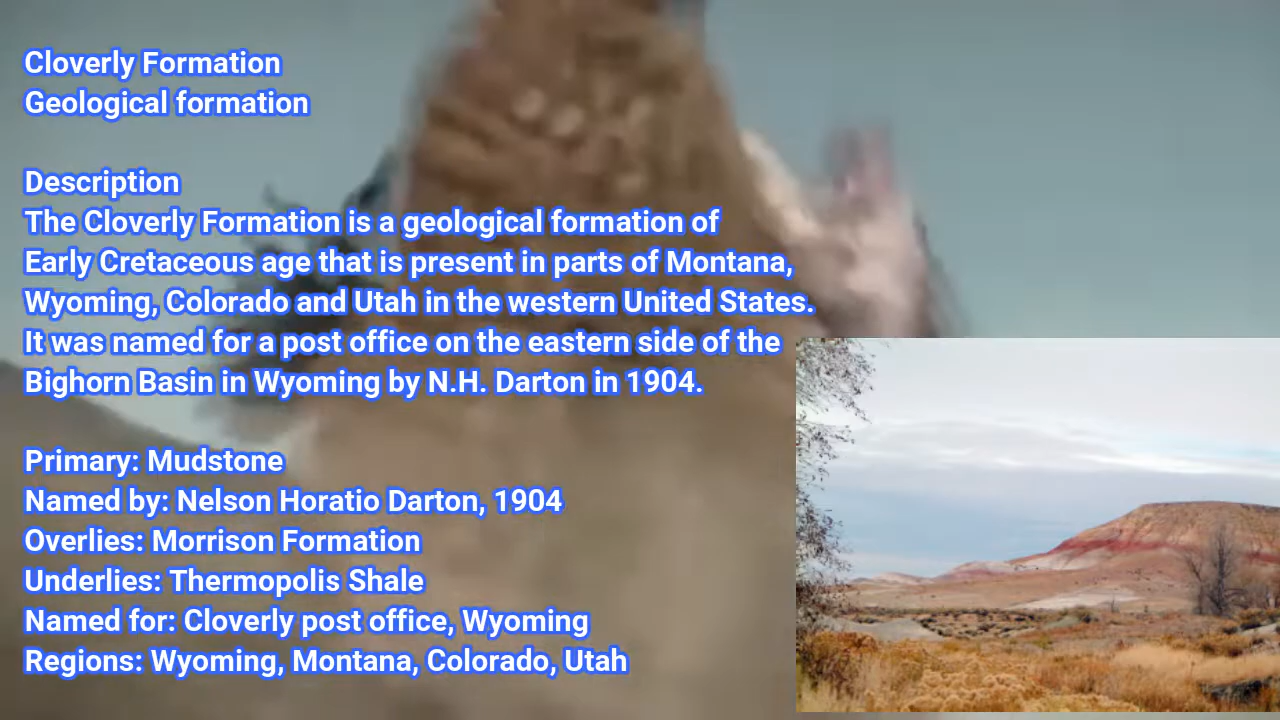 Cloverly Formation
Geological formation
Description
The Cloverly Formation is a geological formation of
Early Cretaceous age that is present in parts of Montana,
Wyoming, Colorado and Utah in the western United States.
It was named for a post office on the eastern side of the
Bighorn Basin in Wyoming by N.H. Darton in 1904.
Primary: Mudstone
Named by: Nelson Horatio Darton, 1904
Overlies: Morrison Formation
Underlies: Thermopolis Shale
Named for: Cloverly post office, Wyoming
Regions: Wyoming, Montana, Colorado, Utah